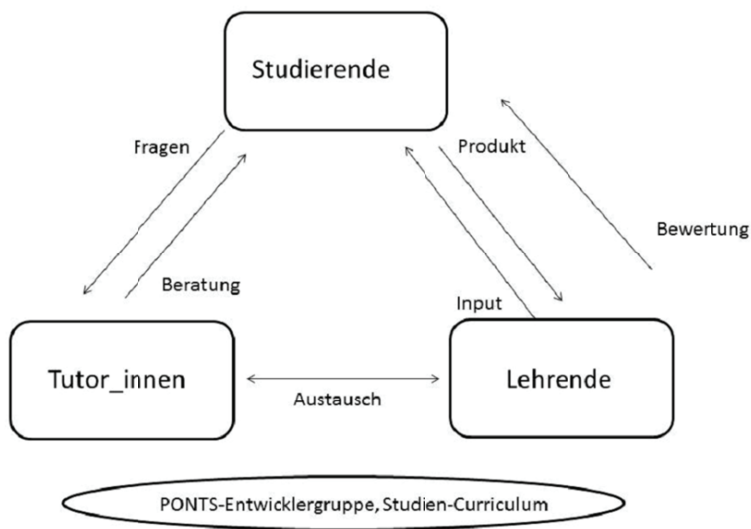 Studierende
Fragen
Produkt
Bewertung
Beratung
Input
Tutor_innen
Lehrende
Austausch
PONTS-Entwicklergruppe, Studien-Curriculum